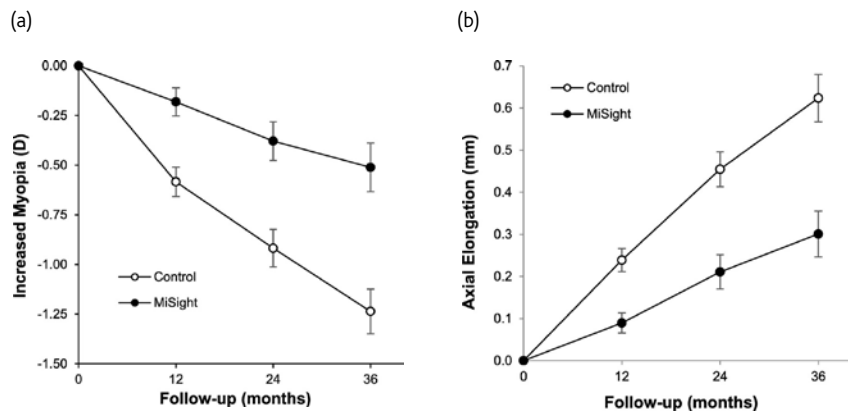 (a)
0.00
-0.25
-0.50
-0.75
-1.00
-1.25
-1.50
Increased Myopia (D)
Control
MiSight
0
12
24
36
Follow-up (months)
(b)
0.7
0.6
0.5
0.4
0.3
0.2
0.1
0.0
Axial Elongation (mm)
Control
MiSight
0
12
24
36
Follow-up (months)